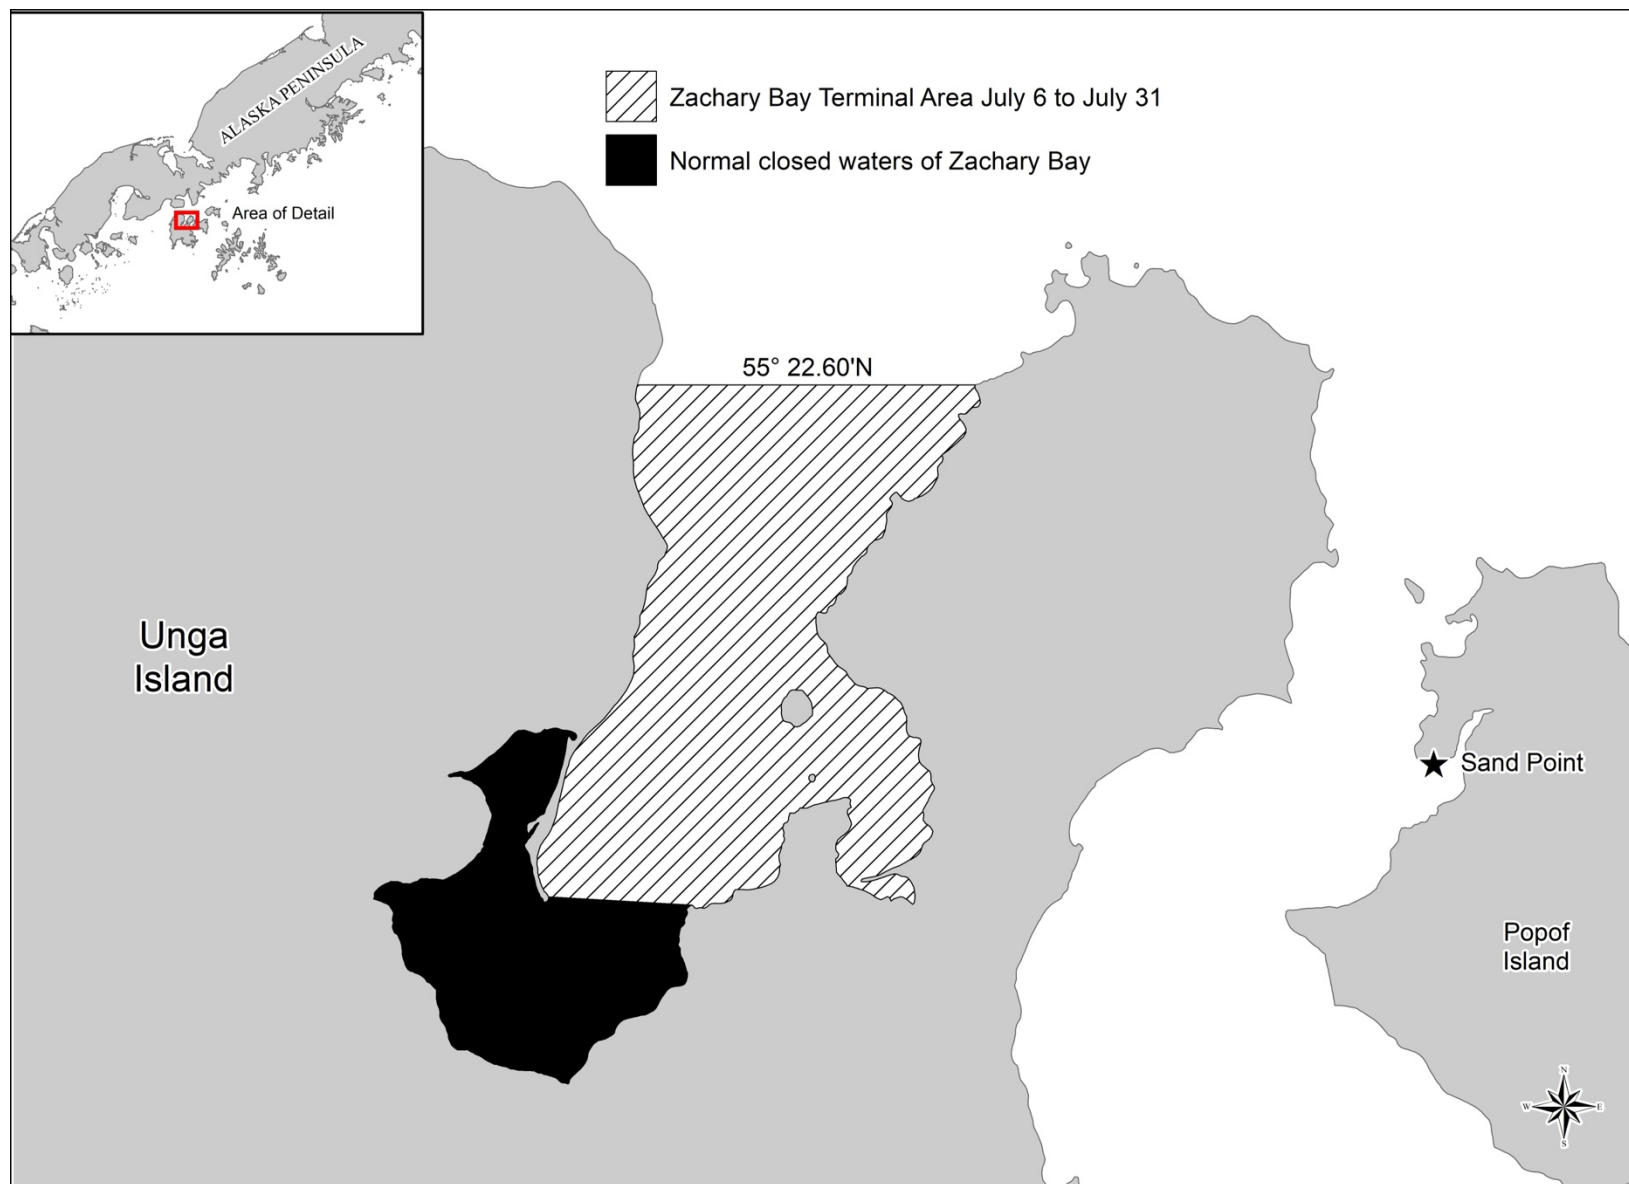 ALASKA PENINSULA
Area of Detail
Zachary Bay Terminal Area July 6 to July 31
Normal closed waters of Zachary Bay
55° 22.60'N
Unga
Island
Sand Point
Popof
Island
N
W
E
S